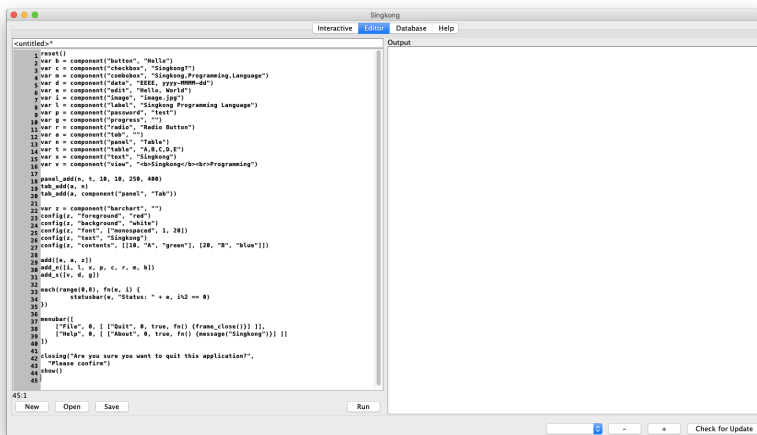 Singkong
Interactive Editor Database Help
<untitled>*
Output
1 reset()
2 var b = component("button", "Hello")
3 var c = component("checkbox", "Singkong?")
4 var m = component("combobox", "Singkong,Programming,Language")
5 var d = component("date", "EEEE, yyyy-MMMM-dd")
6 var e = component("edit", "Hello, World")
7 var i = component("image", "image.jpg")
8 var l = component("label", "Singkong Programming Language")
9 var p = component("password", "test")
10 var g = component("progress", "")
11 var r = component("radio", "Radio Button")
12 var a = component("tab", "")
13 var n = component("panel", "Table")
14 var t = component("table", "A,B,C,D,E")
15 var x = component("text", "Singkong")
16 var v = component("view", "<b>Singkong</b><br>Programming")
17
18 panel_add(n, t, 10, 10, 250, 400)
19 tab_add(a, n)
20 tab_add(a, component("panel", "Tab"))
21
22 var z = component("barchart", "")
23 config(z, "foreground", "red")
24 config(z, "background", "white")
25 config(z, "font", ["monospaced", 1, 20])
26 config(z, "text", "Singkong")
27 config(z, "contents", [[10, "A", "green"], [20, "B", "blue"]])
28
29 add([e, a, z])
30 add_n([i, l, x, p, c, r, m, b])
31 add_s([v, d, g])
32
33 each(range(0,8), fn(e, i) {
34 statusbar(e, "Status: " + e, i%2 == 0)
35 })
36
37 menubar([
38 ["File", 0, [ ["Quit", 0, true, fn() {frame_close()}] ]],
39 ["Help", 0, [ ["About", 0, true, fn() {message("Singkong")}] ]]
40 ])
41
42 closing("Are you sure you want to quit this application?",
43 "Please confirm")
44 show()
45
45:1
New Open Save Run
- + Check for Update